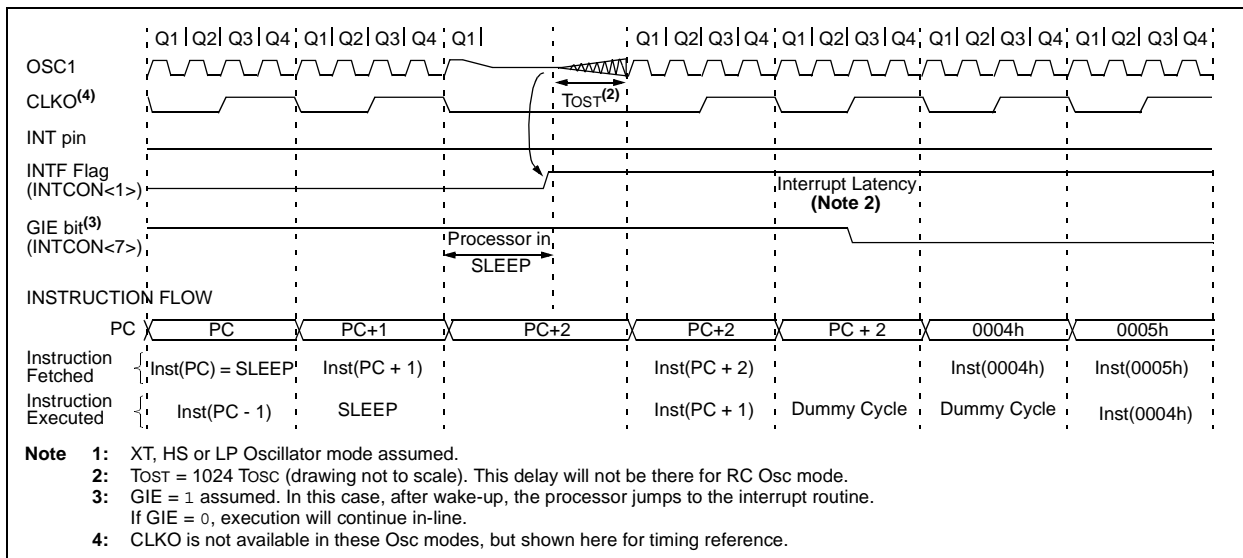 Q1 Q2 Q3 Q4 Q1 Q2 Q3 Q4 Q1 Q1 Q2 Q3 Q4 Q1 Q2 Q3 Q4 Q1 Q2 Q3 Q4 Q1 Q2 Q3 Q4
OSC1
CLKO(4) TOST(2)
INT pin
INTF Flag
(INTCON<1>)
Interrupt Latency
(Note 2)
GIE bit(3)
(INTCON<7>)
Processor in
SLEEP
INSTRUCTION FLOW
PC PC PC+1 PC+2 PC+2 PC + 2 0004h 0005h
Instruction
Fetched
Inst(PC) = SLEEP Inst(PC + 1) Inst(PC + 2) Inst(0004h) Inst(0005h)
Instruction
Executed
Inst(PC - 1) SLEEP Inst(PC + 1) Dummy Cycle Dummy Cycle Inst(0004h)
Note 1: XT, HS or LP Oscillator mode assumed.
2: TOST = 1024 TOSC (drawing not to scale). This delay will not be there for RC Osc mode.
3: GIE = 1 assumed. In this case, after wake-up, the processor jumps to the interrupt routine.
If GIE = 0, execution will continue in-line.
4: CLKO is not available in these Osc modes, but shown here for timing reference.